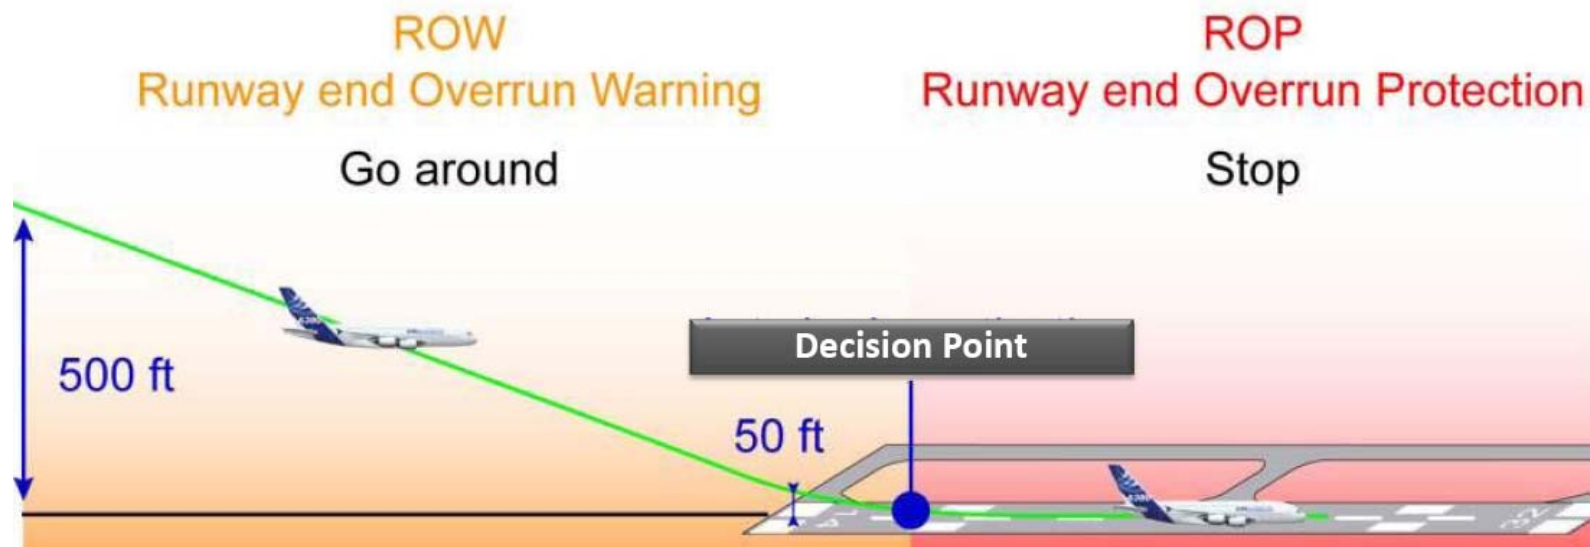 ROW
Runway end Overrun Warning
Go around
ROP
Runway end Overrun Protection
Stop
Decision Point
500 ft
50 ft
32